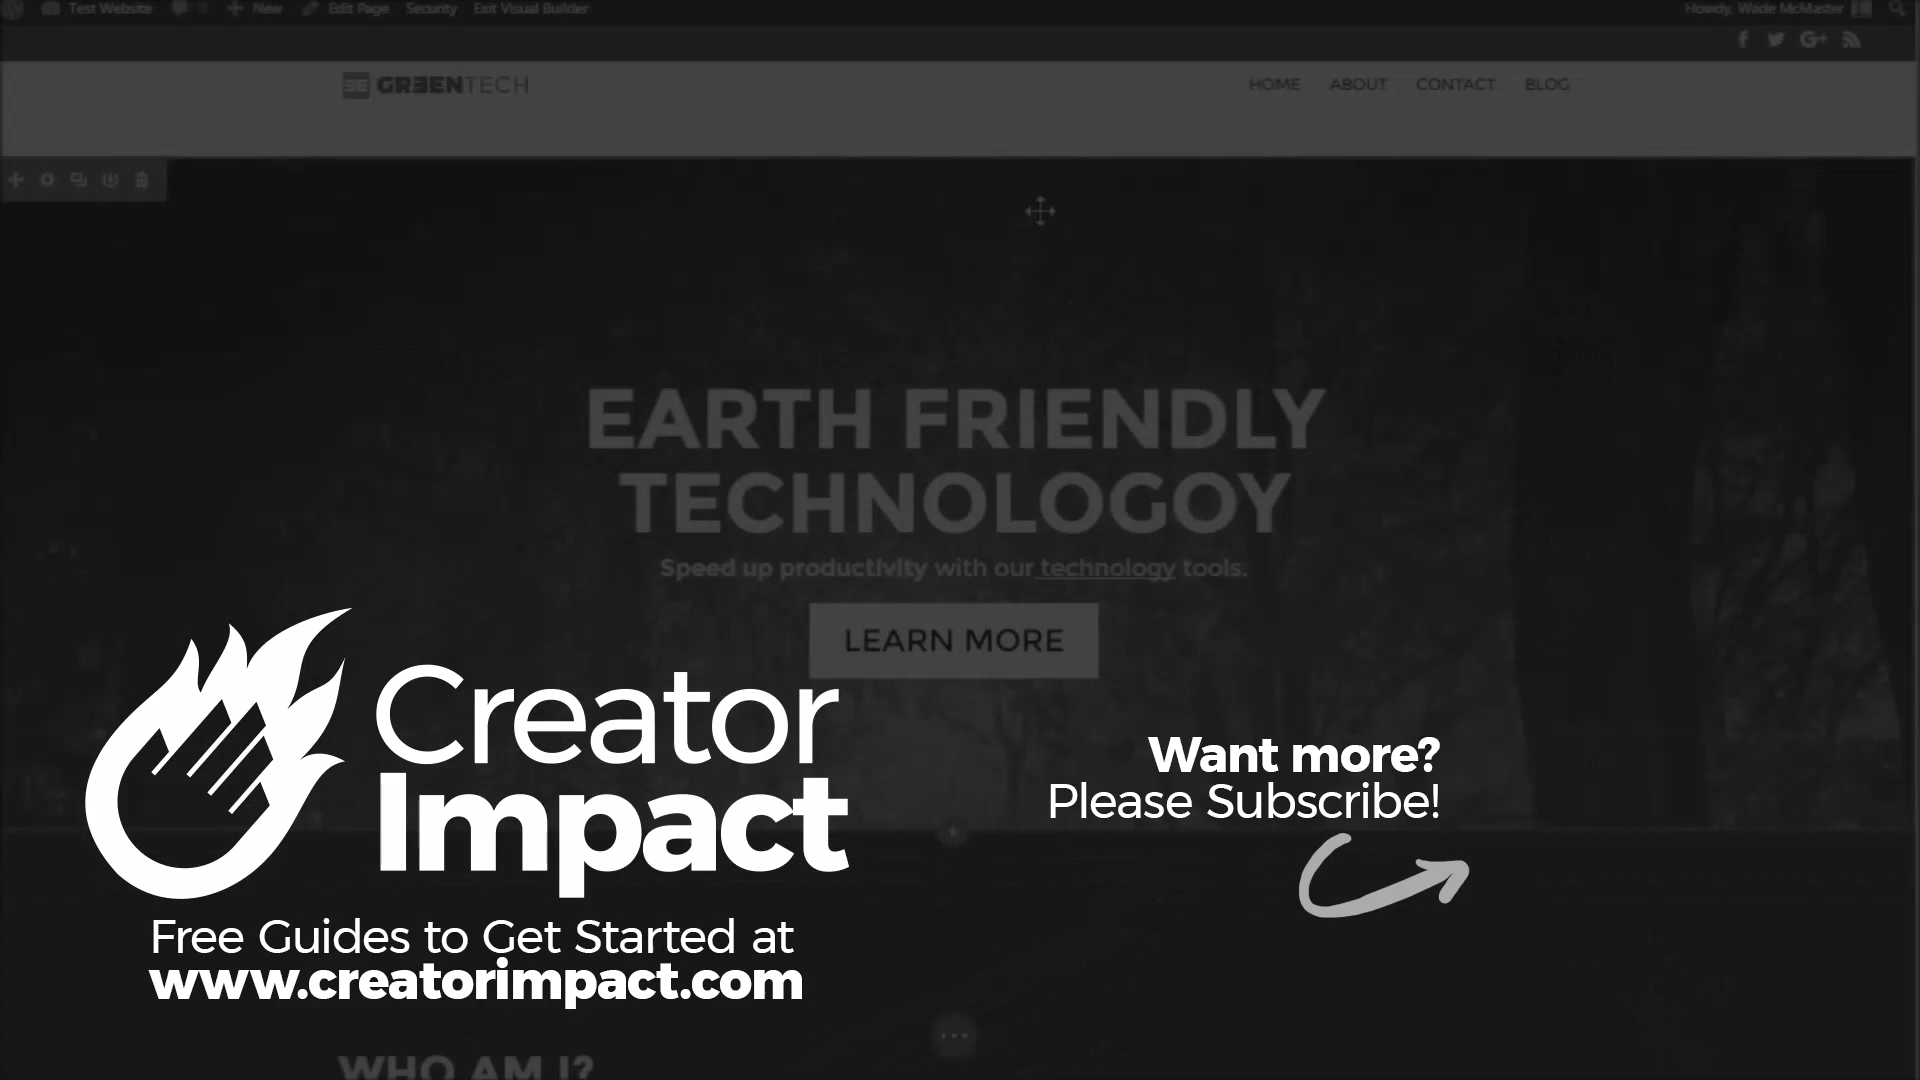 Test Website New Edit Page Security Exit Visual Builder Howdy, Wade McMaster
GREENTECH HOME ABOUT CONTACT BLOG
EARTH FRIENDLY
TECHNOLOGOY
Speed up productivity with our technology tools.
LEARN MORE
Creator
Impact
Want more?
Please Subscribe!
Free Guides to Get Started at
www.creatorimpact.com
WHO AM I?